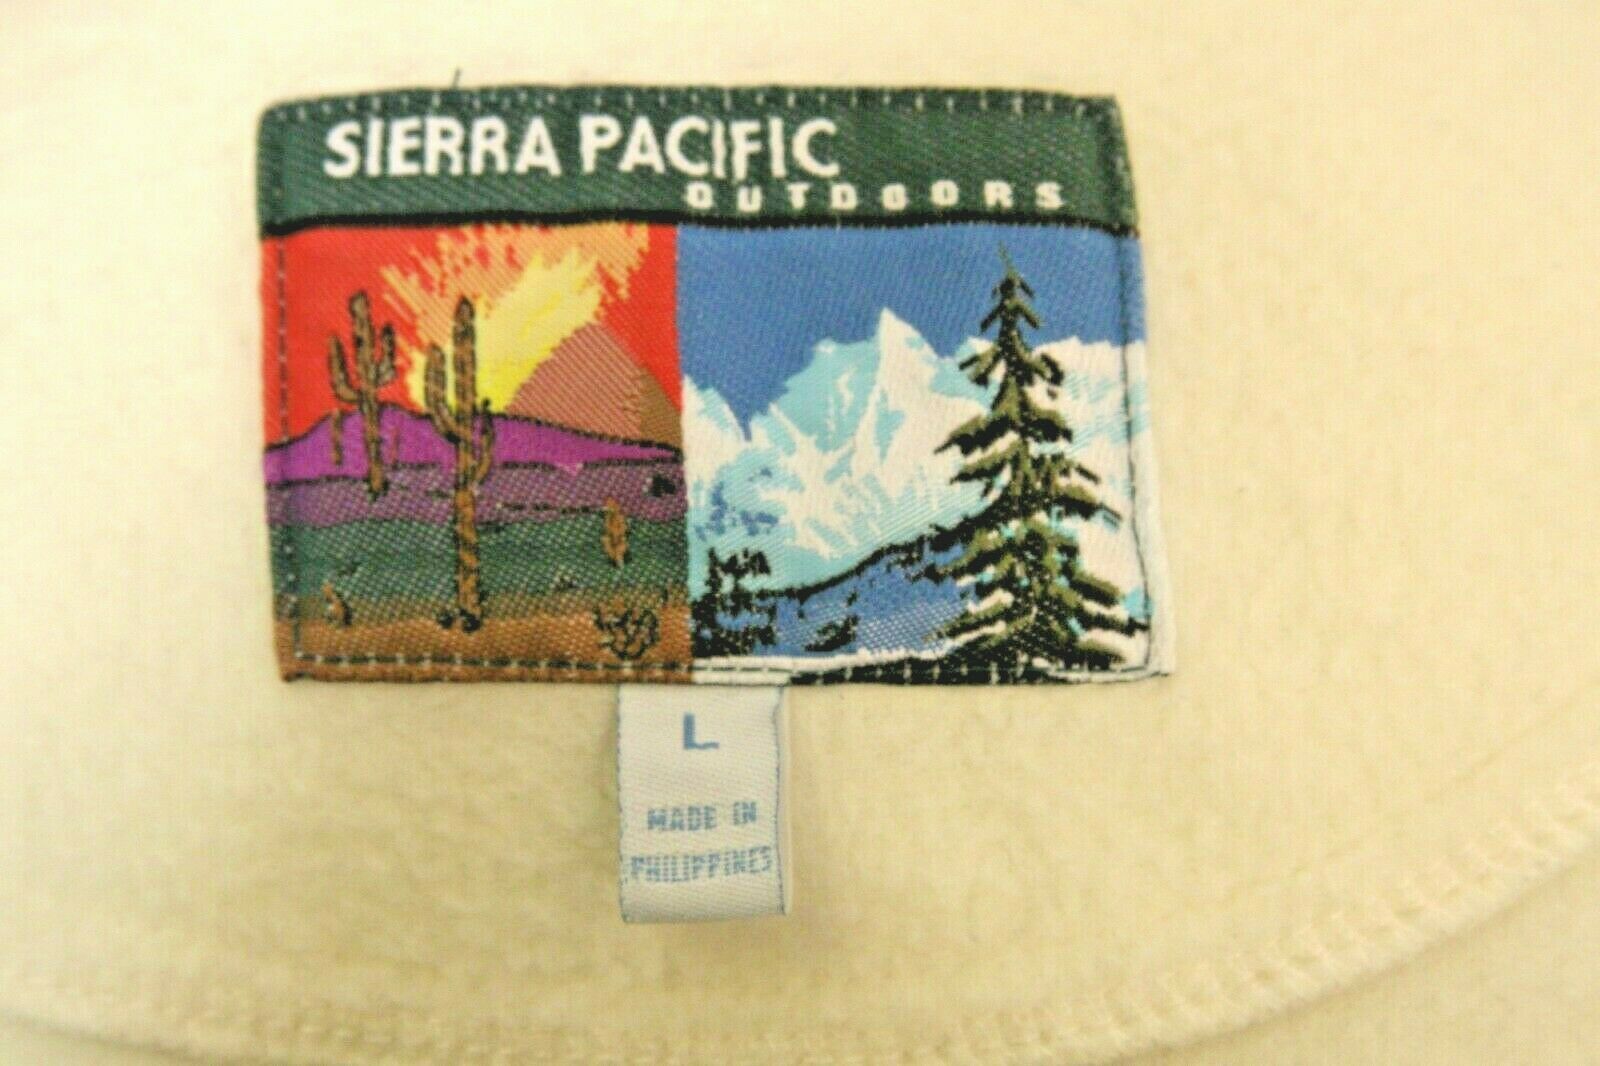 SIERRA PACIFIC
OUTDOORS
L
MADE IN
PHILIPPINES